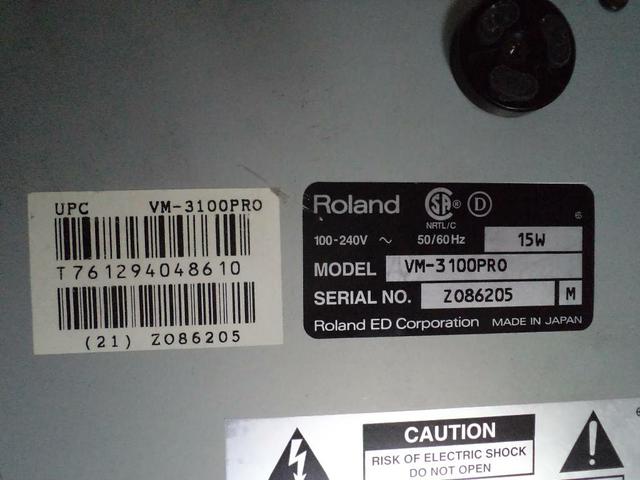 UPC VM-3100PRO
T761294048610
(21) Z086205
Roland SA® D
NRTL/C
100-240V ~ 50/60Hz 15W
MODEL VM-3100PRO
SERIAL NO. Z086205 M
Roland ED Corporation MADE IN JAPAN
CAUTION
RISK OF ELECTRIC SHOCK
DO NOT OPEN